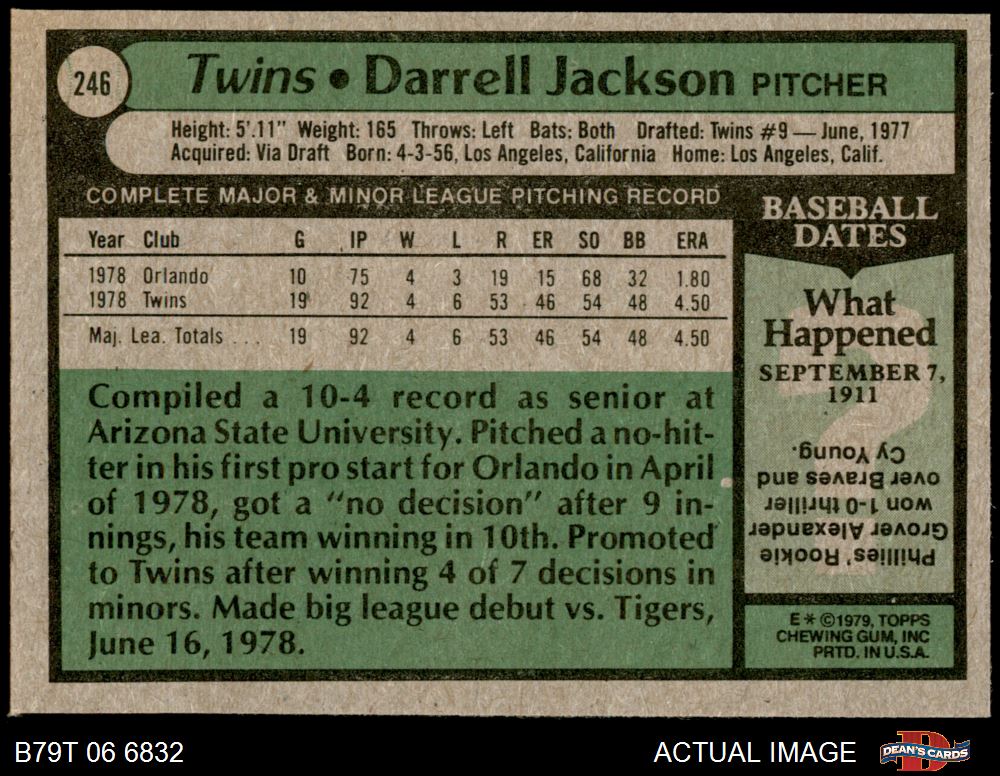 246
Twins • Darrell Jackson PITCHER
Height: 5'.11" Weight: 165 Throws: Left Bats: Both Drafted: Twins #9 — June, 1977
Acquired: Via Draft Born: 4-3-56, Los Angeles, California Home: Los Angeles, Calif.
COMPLETE MAJOR & MINOR LEAGUE PITCHING RECORD
Year Club G IP W L R ER SO BB ERA
1978 Orlando 10 75 4 3 19 15 68 32 1.80
1978 Twins 19 92 4 6 53 46 54 48 4.50
Maj. Lea. Totals ... 19 92 4 6 53 46 54 48 4.50
Compiled a 10-4 record as senior at
Arizona State University. Pitched a no-hit-
ter in his first pro start for Orlando in April
of 1978, got a "no decision" after 9 in-
nings, his team winning in 10th. Promoted
to Twins after winning 4 of 7 decisions in
minors. Made big league debut vs. Tigers,
June 16, 1978.
BASEBALL
DATES
What
Happened
SEPTEMBER 7,
1911
Phillies' Rookie
Grover Alexander
won 1-0 thriller
over Braves and
Cy Young.
E * ©1979, TOPPS
CHEWING GUM, INC
PRTD. IN U.S.A.
B79T 06 6832
ACTUAL IMAGE
DEAN'S CARDS